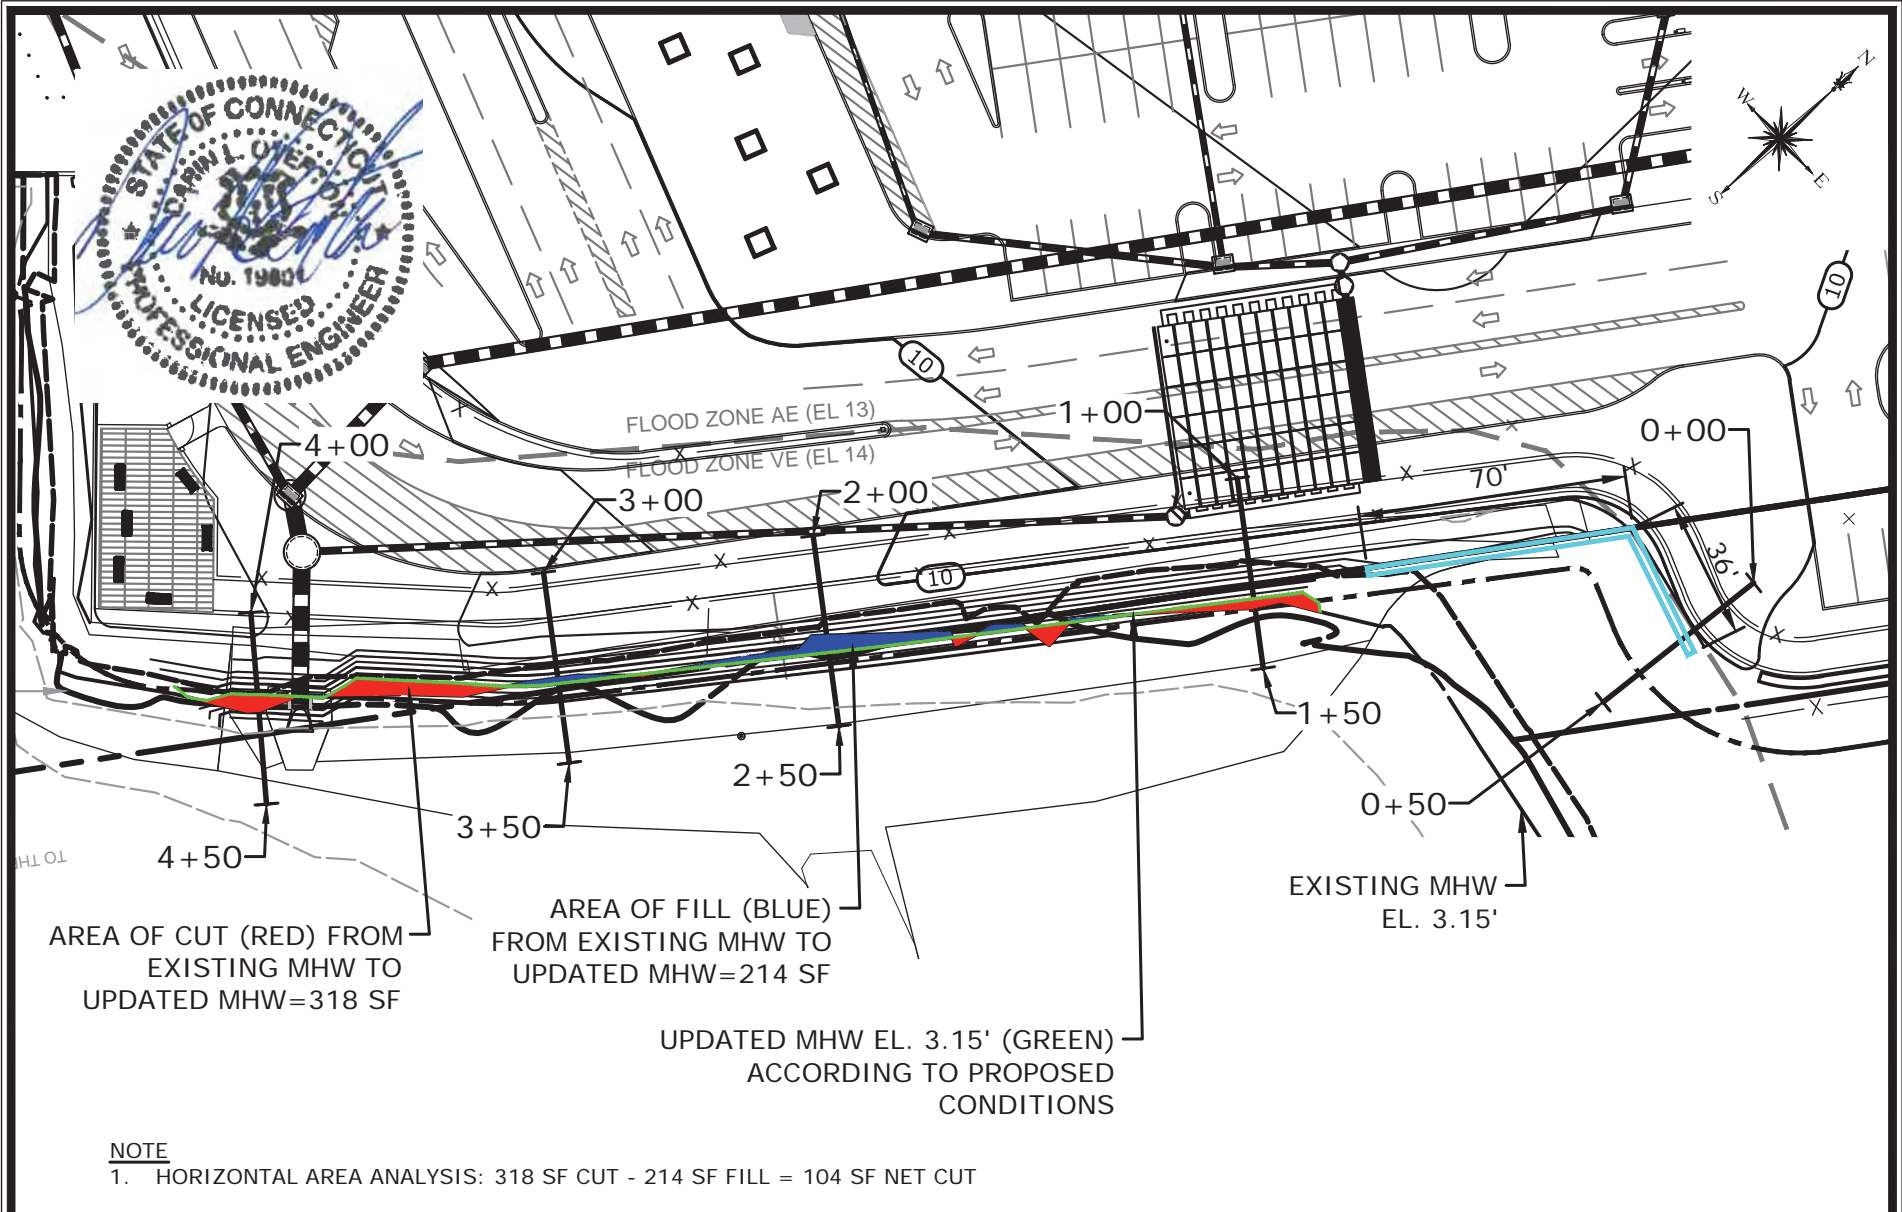 STATE OF CONNECTICUT
DARIN L. OVERTON
No. 19801
LICENSED
PROFESSIONAL ENGINEER
N
W
E
S
10
10
FLOOD ZONE AE (EL 13)
FLOOD ZONE VE (EL 14)
1+00
0+00
4+00
3+00
2+00
70'
36'
10
1+50
2+50
3+50
0+50
4+50
TO THE
EXISTING MHW
EL. 3.15'
AREA OF FILL (BLUE)
FROM EXISTING MHW TO
UPDATED MHW=214 SF
AREA OF CUT (RED) FROM
EXISTING MHW TO
UPDATED MHW=318 SF
UPDATED MHW EL. 3.15' (GREEN)
ACCORDING TO PROPOSED
CONDITIONS
NOTE
1. HORIZONTAL AREA ANALYSIS: 318 SF CUT - 214 SF FILL = 104 SF NET CUT